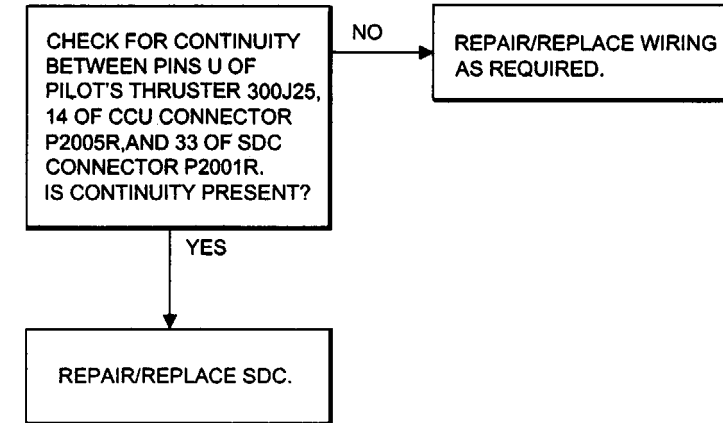 CHECK FOR CONTINUITY
BETWEEN PINS U OF
PILOT'S THRUSTER 300J25,
14 OF CCU CONNECTOR
P2005R,AND 33 OF SDC
CONNECTOR P2001R.
IS CONTINUITY PRESENT?
NO
REPAIR/REPLACE WIRING
AS REQUIRED.
YES
REPAIR/REPLACE SDC.